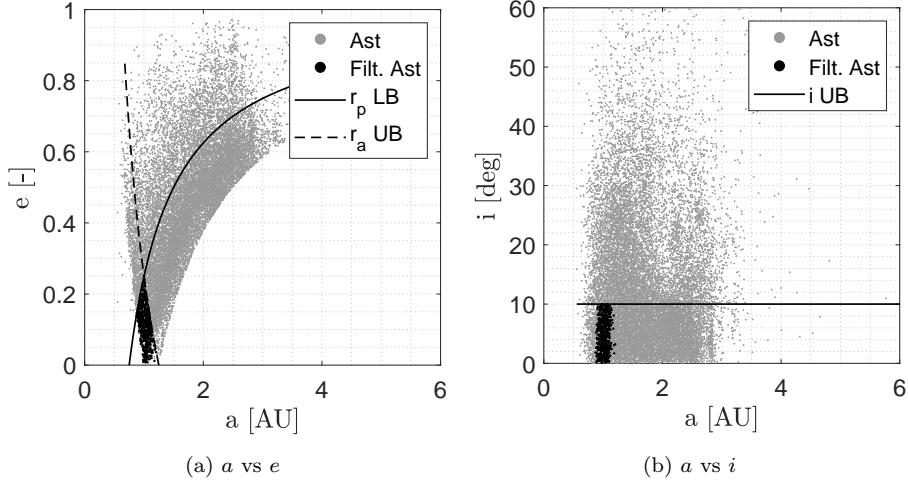 1
0.8
0.6
0.4
0.2
0
e [-]
0 2 4 6
a [AU]
Ast
Filt. Ast
r_p LB
r_a UB
(a) a vs e
60
50
40
30
20
10
0
i [deg]
0 2 4 6
a [AU]
Ast
Filt. Ast
i UB
(b) a vs i